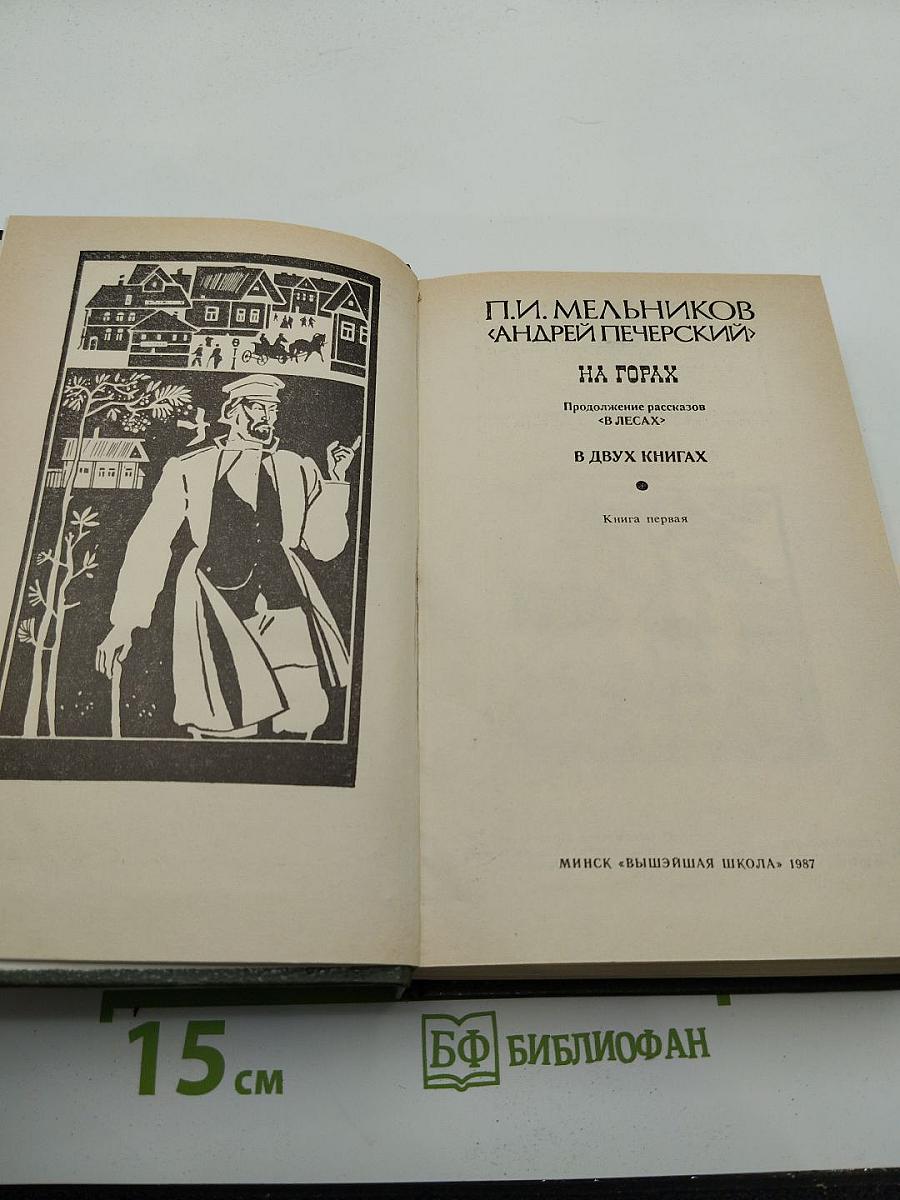 П.И. МЕЛЬНИКОВ
<АНДРЕЙ ПЕЧЕРСКИЙ>
НА ГОРАХ
Продолжение рассказов
<В ЛЕСАХ>
В ДВУХ КНИГАХ
Книга первая
МИНСК «ВЫШЭЙШАЯ ШКОЛА» 1987
15 см
БФ БИБЛИОФАН